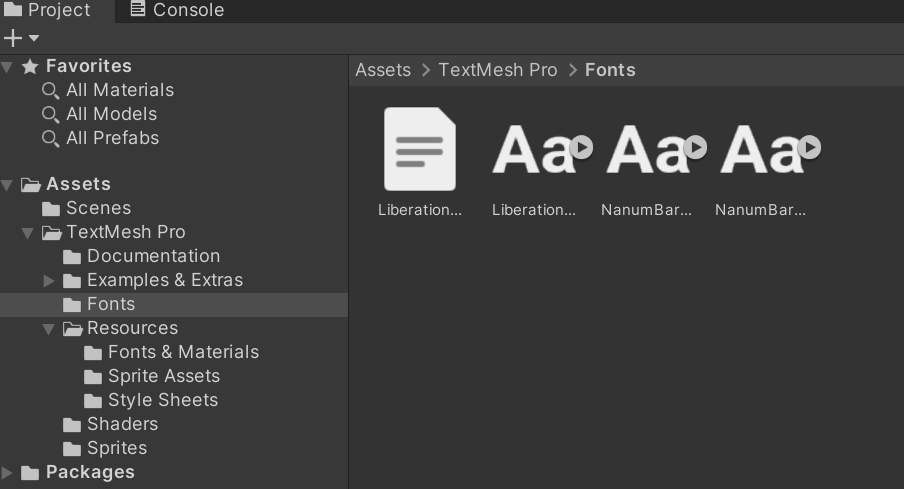 Project Console
Favorites
All Materials
All Models
All Prefabs
Assets
Scenes
TextMesh Pro
Documentation
Examples & Extras
Fonts
Resources
Fonts & Materials
Sprite Assets
Style Sheets
Shaders
Sprites
Packages
Assets > TextMesh Pro > Fonts
Aa Aa Aa
Liberation... Liberation... NanumBar... NanumBar...